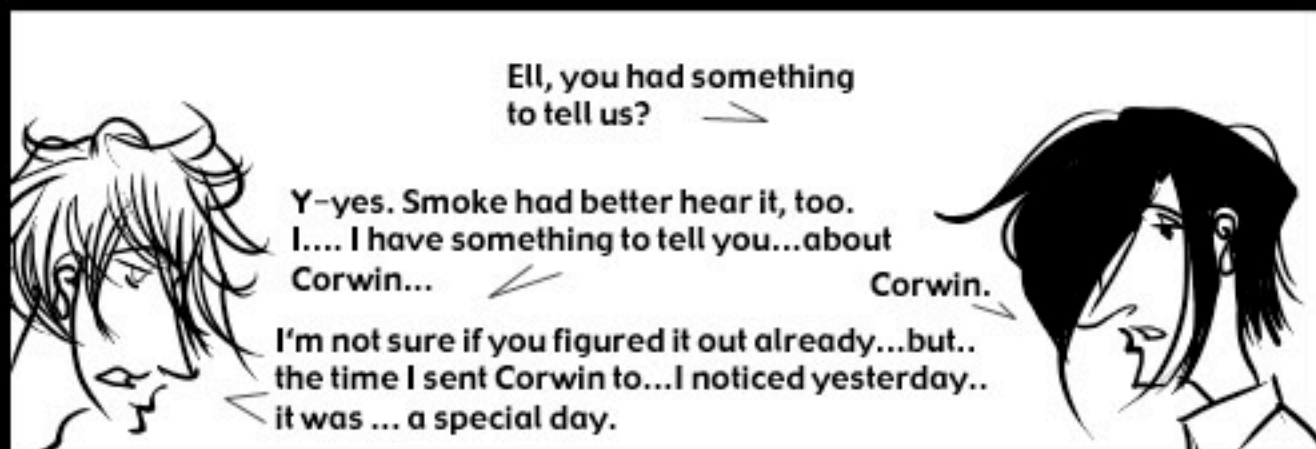 Ell, you had something
to tell us?
Y-yes. Smoke had better hear it, too.
I.... I have something to tell you...about
Corwin...
Corwin.
I'm not sure if you figured it out already...but..
the time I sent Corwin to...I noticed yesterday..
it was ... a special day.